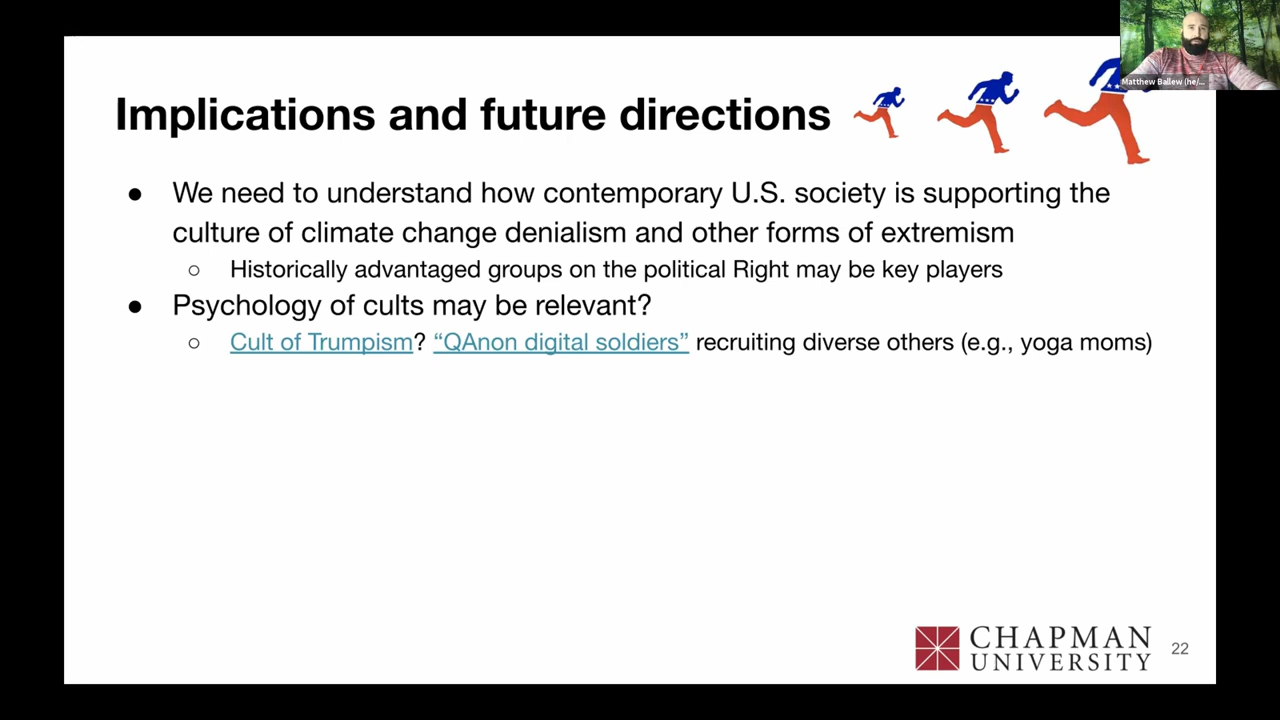 Matthew Ballew (he/...
Implications and future directions
● We need to understand how contemporary U.S. society is supporting the
culture of climate change denialism and other forms of extremism
○ Historically advantaged groups on the political Right may be key players
● Psychology of cults may be relevant?
○ Cult of Trumpism? “QAnon digital soldiers” recruiting diverse others (e.g., yoga moms)
CHAPMAN
UNIVERSITY
22